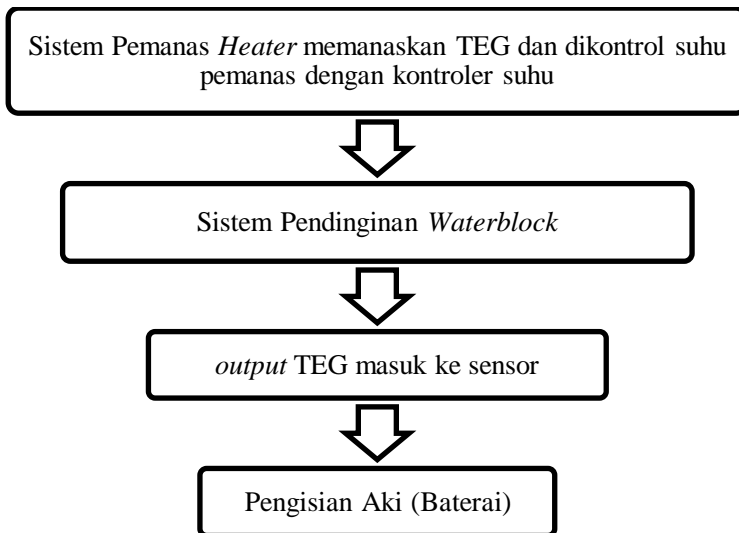 Sistem Pemanas Heater memanaskan TEG dan dikontrol suhu
pemanas dengan kontroler suhu
Sistem Pendinginan Waterblock
output TEG masuk ke sensor
Pengisian Aki (Baterai)